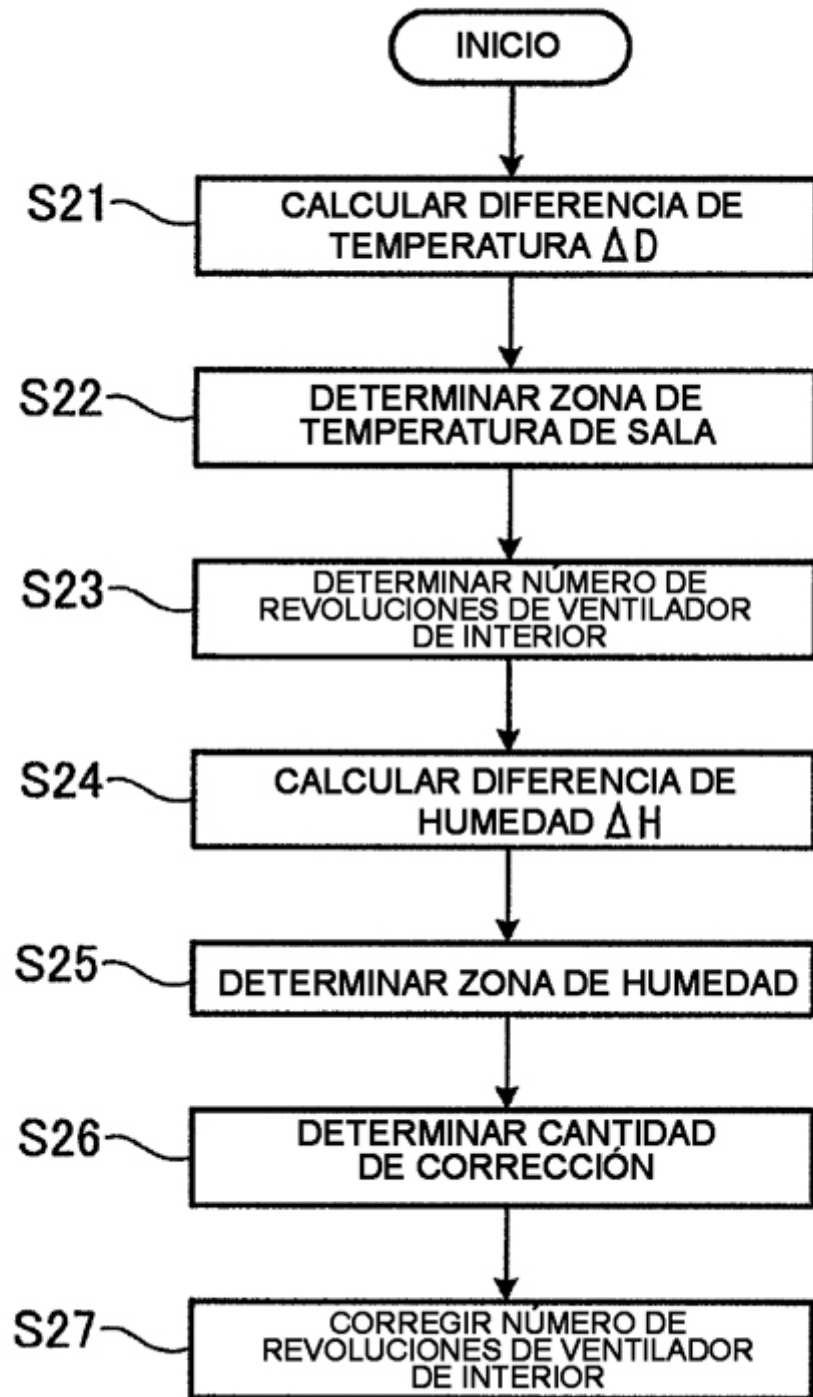 INICIO
S21
CALCULAR DIFERENCIA DE
TEMPERATURA ΔD
S22
DETERMINAR ZONA DE
TEMPERATURA DE SALA
S23
DETERMINAR NÚMERO DE
REVOLUCIONES DE VENTILADOR
DE INTERIOR
S24
CALCULAR DIFERENCIA DE
HUMEDAD ΔH
S25
DETERMINAR ZONA DE HUMEDAD
S26
DETERMINAR CANTIDAD
DE CORRECCIÓN
S27
CORREGIR NÚMERO DE
REVOLUCIONES DE VENTILADOR
DE INTERIOR